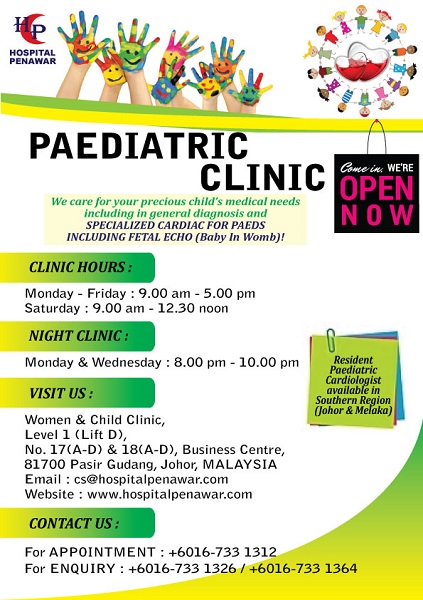 HP
HOSPITAL
PENAWAR
PAEDIATRIC
CLINIC
Come in, WE'RE
OPEN
NOW
We care for your precious child's medical needs
including in general diagnosis and
SPECIALIZED CARDIAC FOR PAEDS
INCLUDING FETAL ECHO (Baby In Womb)!
CLINIC HOURS :
Monday - Friday : 9.00 am - 5.00 pm
Saturday : 9.00 am - 12.30 noon
NIGHT CLINIC :
Monday & Wednesday : 8.00 pm - 10.00 pm
Resident
Paediatric
Cardiologist
available in
Southern Region
(Johor & Melaka)
VISIT US :
Women & Child Clinic,
Level 1 (Lift D),
No. 17(A-D) & 18(A-D), Business Centre,
81700 Pasir Gudang, Johor, MALAYSIA
Email : cs@hospitalpenawar.com
Website : www.hospitalpenawar.com
CONTACT US :
For APPOINTMENT : +6016-733 1312
For ENQUIRY : +6016-733 1326 / +6016-733 1364